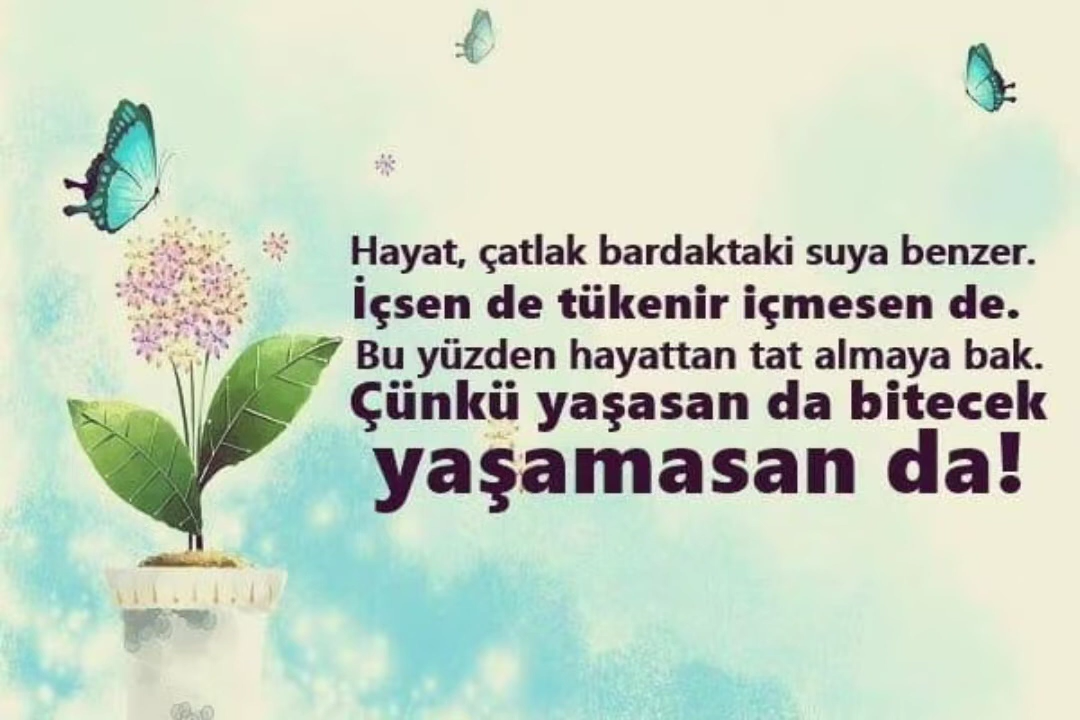 Hayat, çatlak bardaktaki suya benzer.
İçsen de tükenir içmesen de.
Bu yüzden hayattan tat almaya bak.
Çünkü yaşasan da bitecek
yaşamasan da!